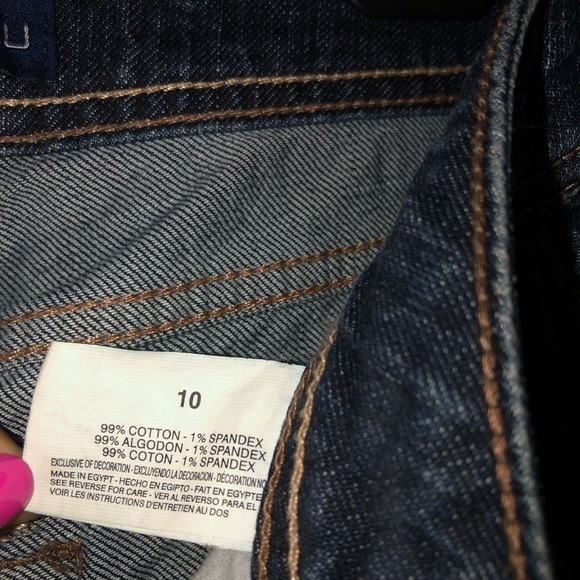 10
99% COTTON - 1% SPANDEX
99% ALGODON - 1% SPANDEX
99% COTON - 1% SPANDEX
EXCLUSIVE OF DECORATION - EXCLUYENDO LA DECORACION - DÉCORATION NO
MADE IN EGYPT - HECHO EN EGIPTO - FAIT EN EGYPTE
SEE REVERSE FOR CARE - VER AL REVERSO PARA EL
VOIR LES INSTRUCTIONS D'ENTRETIEN AU DOS